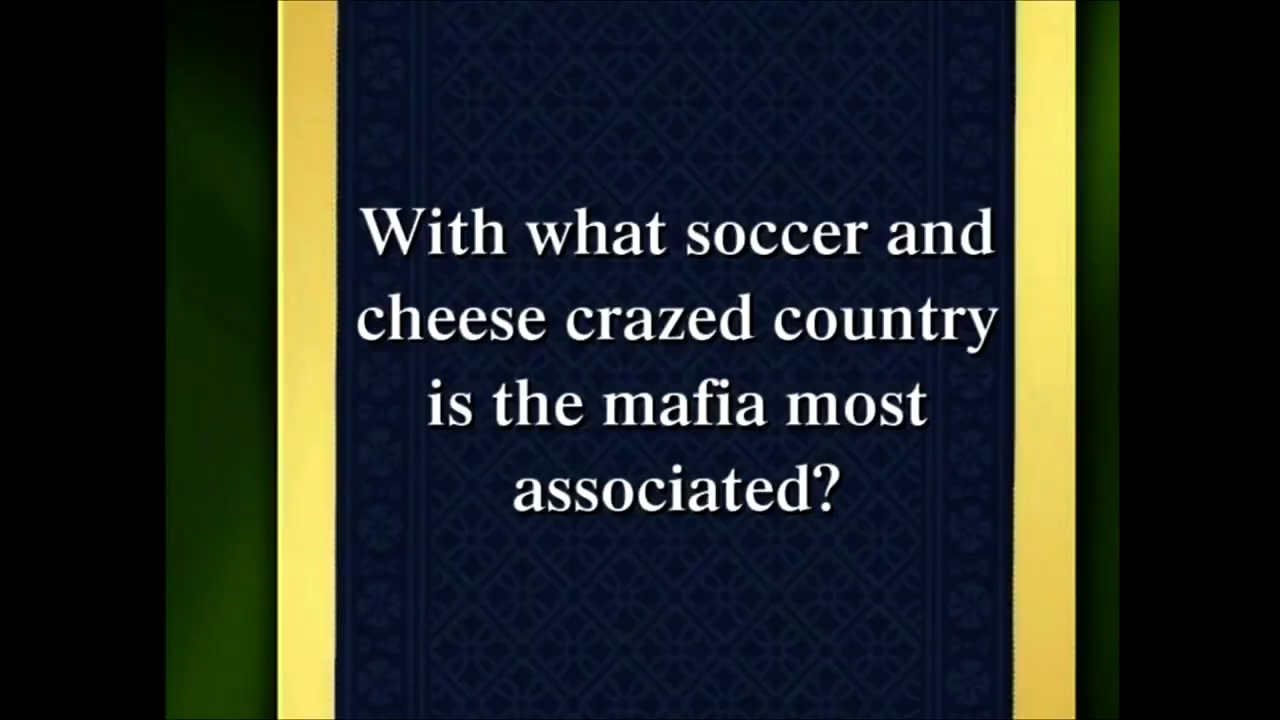 With what soccer and
cheese crazed country
is the mafia most
associated?